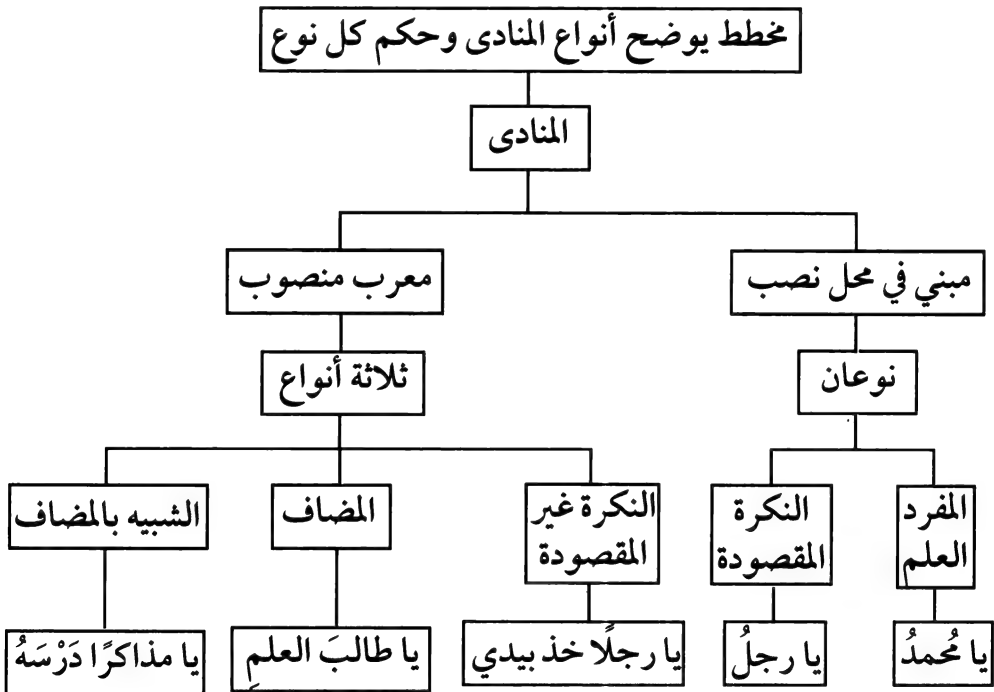 مخطط يوضح أنواع المنادى وحكم كل نوع
المنادى
مبني في محل نصب
معرب منصوب
نوعان
ثلاثة أنواع
المفرد
العلم
النكرة
المقصودة
النكرة غير
المقصودة
المضاف
الشبيه بالمضاف
يا مُحمدُ
يا رجلُ
يا رجلًا خذ بيدي
يا طالبَ العلمِ
يا مذاكرًا دَرْسَهُ